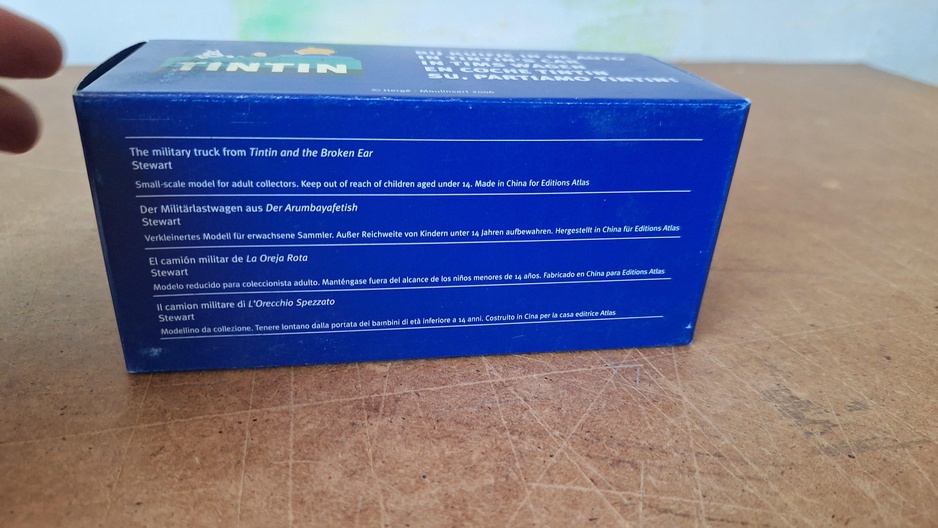 TINTIN
EN COCHE TINTIN
SU, PARTIAMO TINTIN!
© Hergé - Moulinsart 2006
The military truck from Tintin and the Broken Ear
Stewart
Small-scale model for adult collectors. Keep out of reach of children aged under 14. Made in China for Editions Atlas
Der Militärlastwagen aus Der Arumbayafetish
Stewart
Verkleinertes Modell für erwachsene Sammler. Außer Reichweite von Kindern unter 14 Jahren aufbewahren. Hergestellt in China für Editions Atlas
El camión militar de La Oreja Rota
Stewart
Modelo reducido para coleccionista adulto. Manténgase fuera del alcance de los niños menores de 14 años. Fabricado en China para Editions Atlas
Il camion militare di L'Orecchio Spezzato
Stewart
Modellino da collezione. Tenere lontano dalla portata dei bambini di età inferiore a 14 anni. Costruito in Cina per la casa editrice Atlas